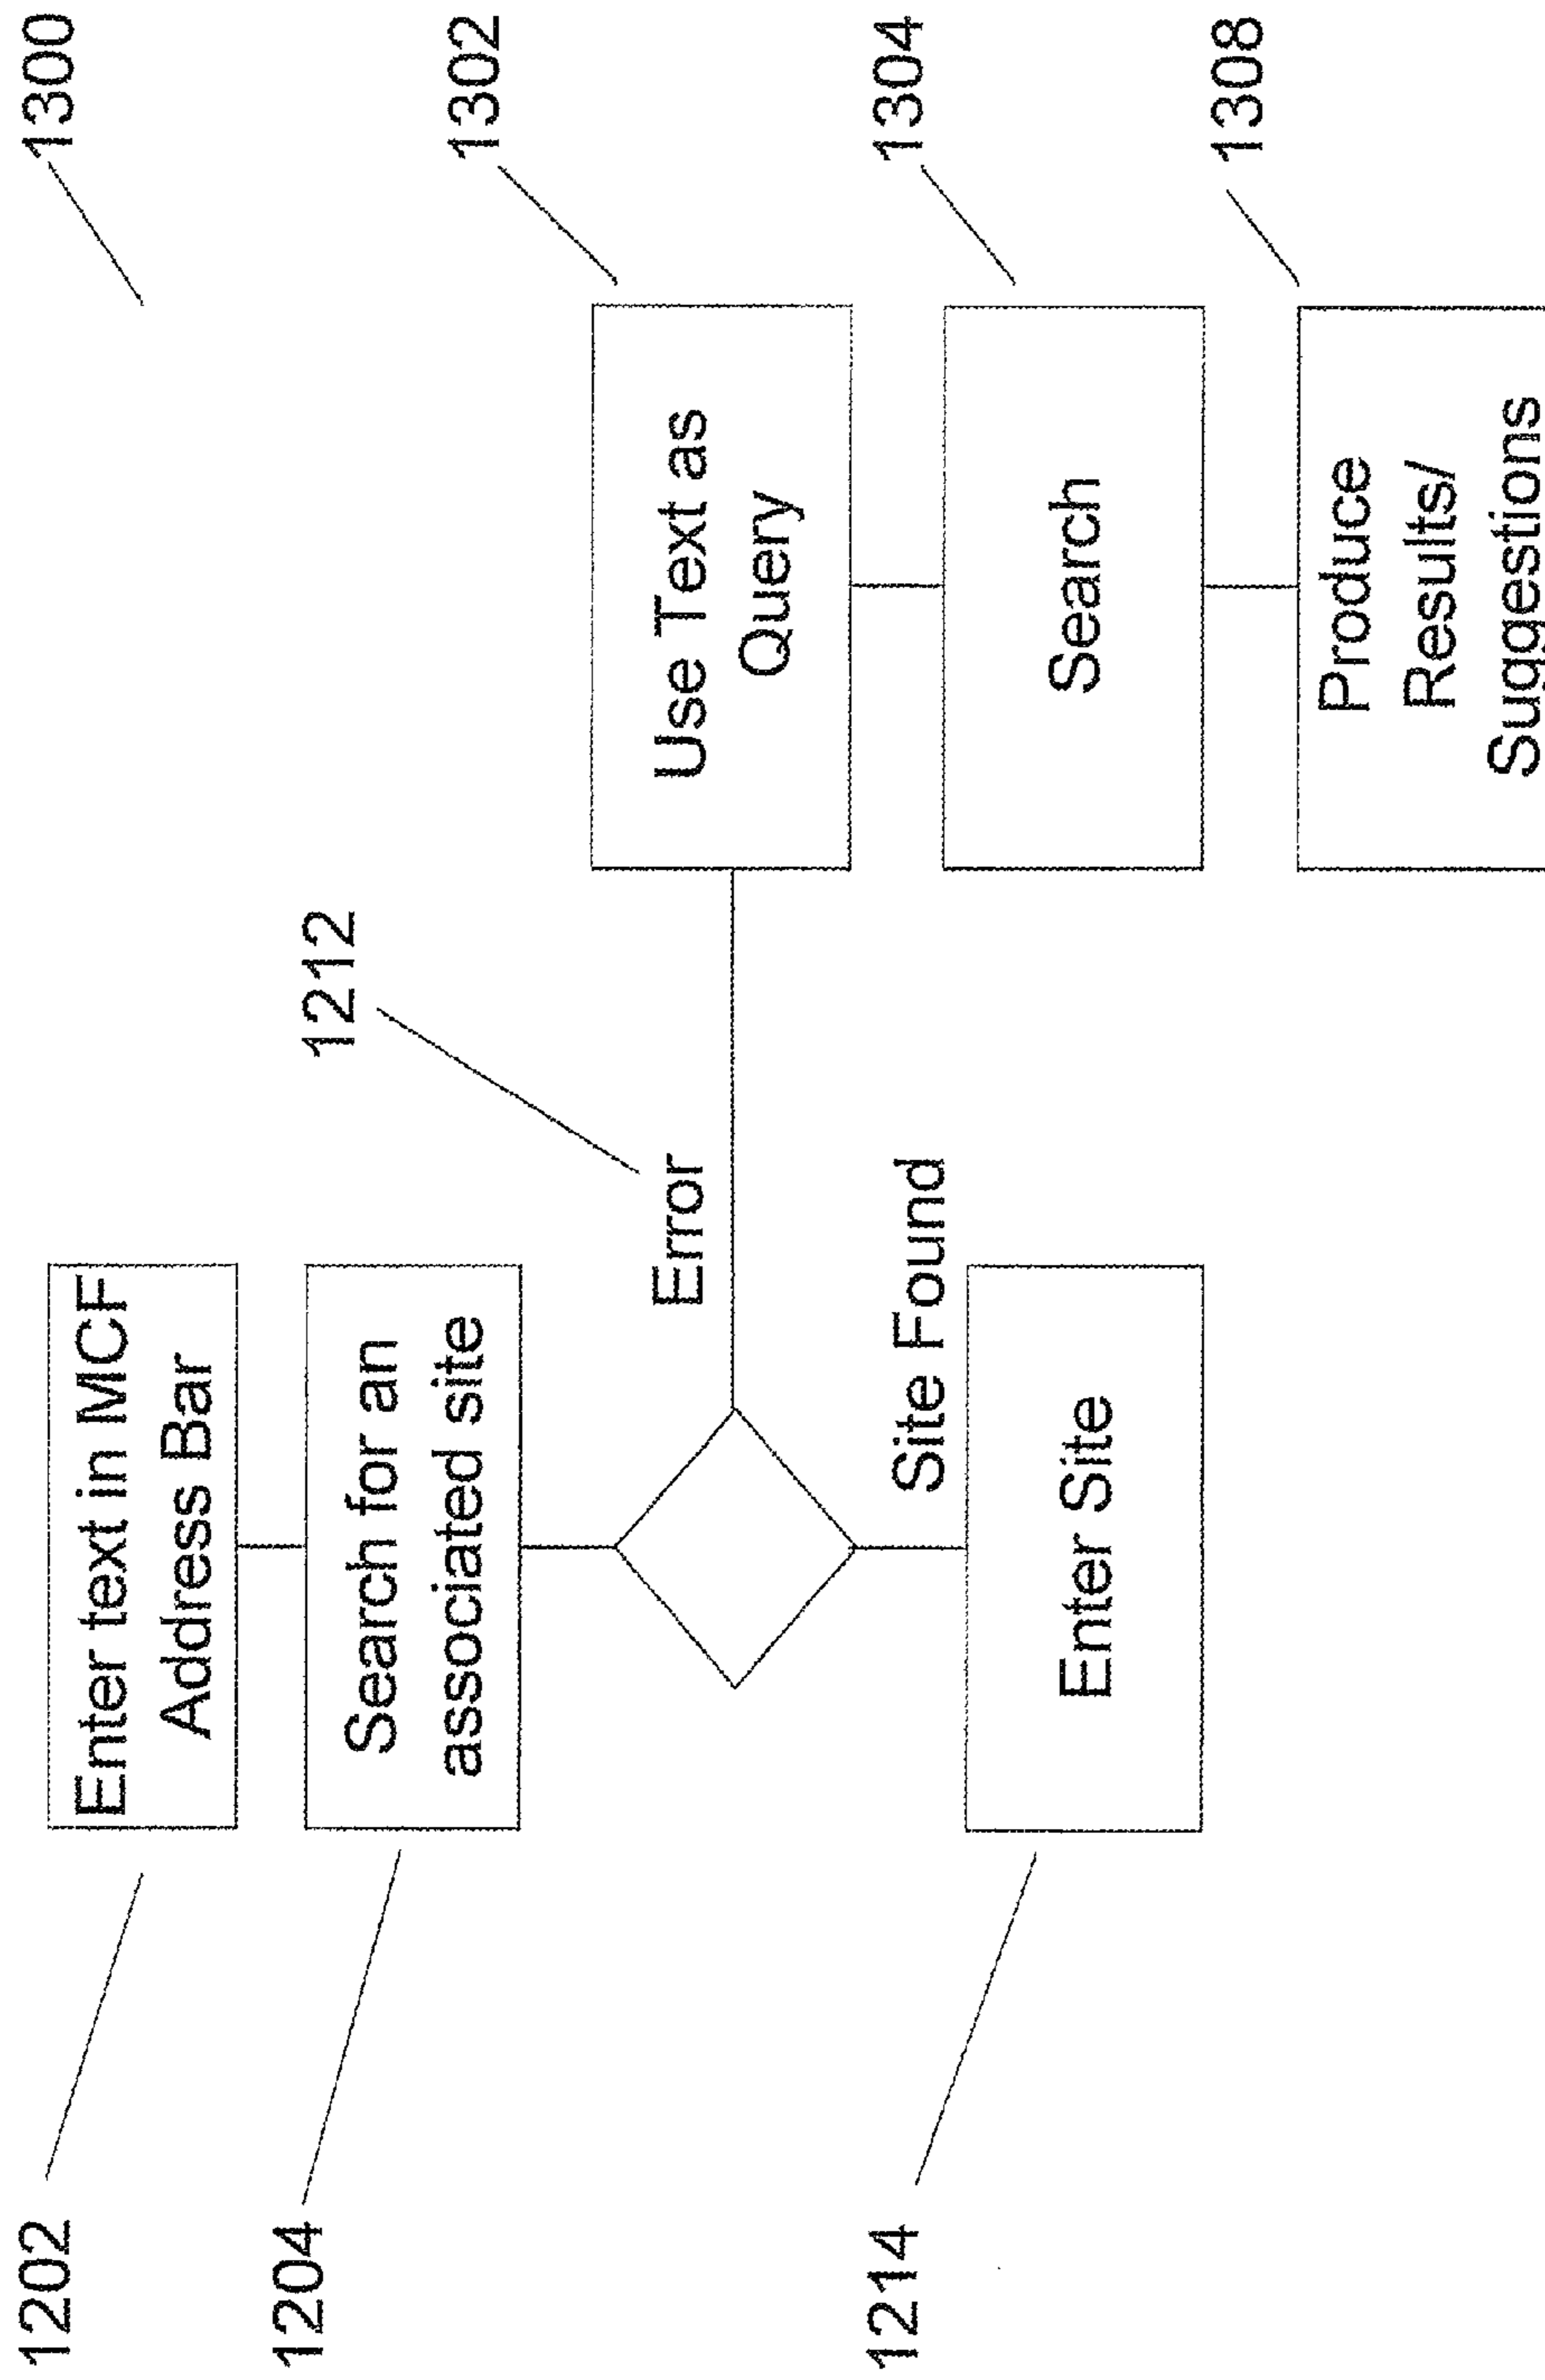 1300
1202
Enter text in MCF
Address Bar
1204
Search for an
associated site
1212
Error
1302
Use Text as
Query
1304
Search
Site Found
1214
Enter Site
1308
Produce
Results/
Suggestions